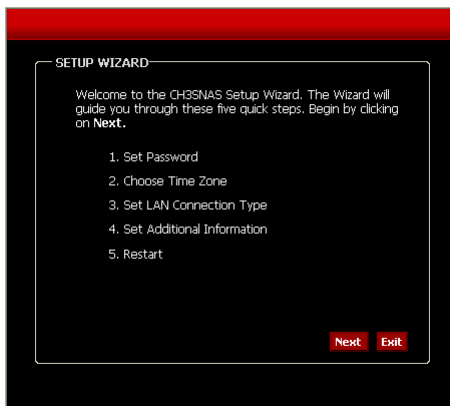 SETUP WIZARD
Welcome to the CH3SNAS Setup Wizard. The Wizard will
guide you through these five quick steps. Begin by clicking
on Next.
1. Set Password
2. Choose Time Zone
3. Set LAN Connection Type
4. Set Additional Information
5. Restart
Next Exit